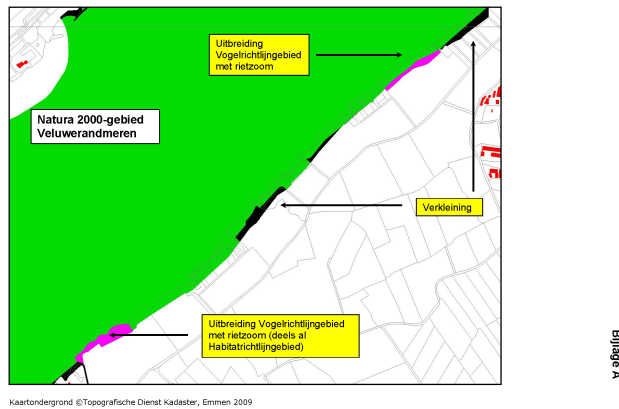 Uitbreiding
Vogelrichtlijngebied
met rietzoom
Natura 2000-gebied
Veluwerandmeren
Verkleining
Uitbreiding Vogelrichtlijngebied
met rietzoom (deels al
Habitatrichtlijngebied)
Kaartondergrond ©Topografische Dienst Kadaster, Emmen 2009
Bijlage A